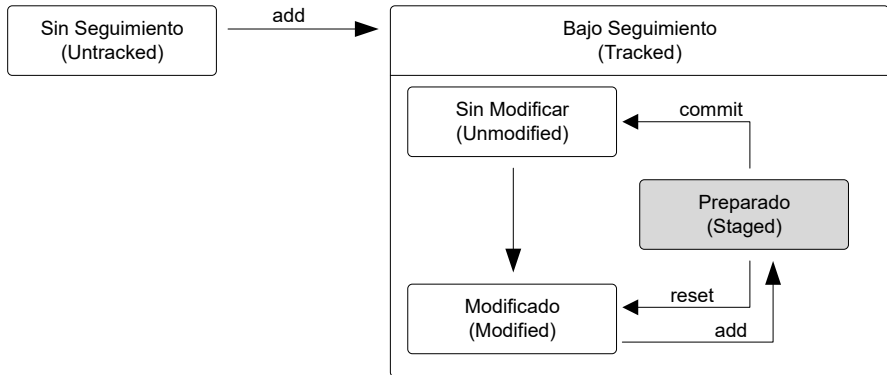 Sin Seguimiento
(Untracked)
add
Bajo Seguimiento
(Tracked)
Sin Modificar
(Unmodified)
commit
Preparado
(Staged)
Modificado
(Modified)
reset
add